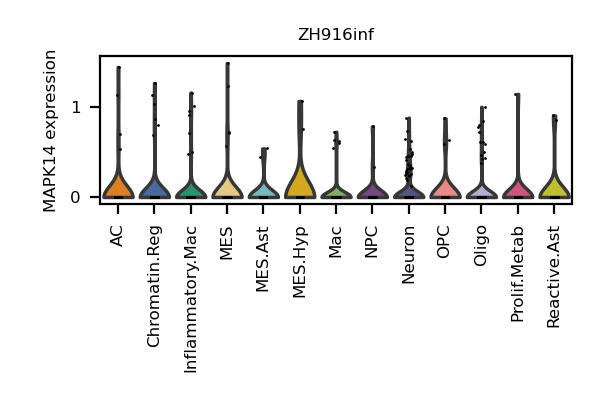 ZH916inf
MAPK14 expression
1
0
AC
Chromatin.Reg
Inflammatory.Mac
MES
MES.Ast
MES.Hyp
Mac
NPC
Neuron
OPC
Oligo
Prolif.Metab
Reactive.Ast